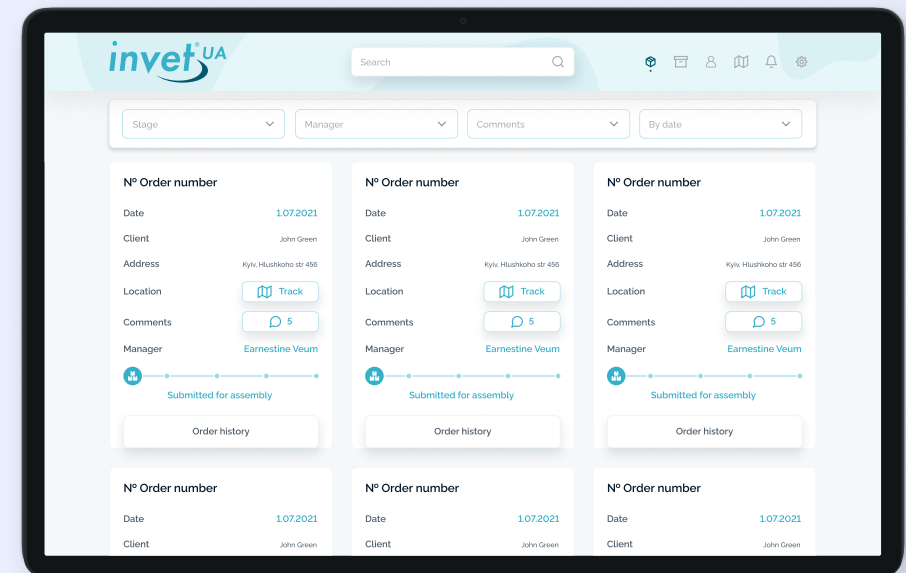 invet UA
Search
Stage Manager Comments By date
Nº Order number Nº Order number Nº Order number
Date 1.07.2021 Date 1.07.2021 Date 1.07.2021
Client John Green Client John Green Client John Green
Address Kyiv, Hlushkoho str 456 Address Kyiv, Hlushkoho str 456 Address Kyiv, Hlushkoho str 456
Location Track Location Track Location Track
Comments 5 Comments 5 Comments 5
Manager Earnestine Veum Manager Earnestine Veum Manager Earnestine Veum
Submitted for assembly Submitted for assembly Submitted for assembly
Order history Order history Order history
Nº Order number Nº Order number Nº Order number
Date 1.07.2021 Date 1.07.2021 Date 1.07.2021
Client John Green Client John Green Client John Green